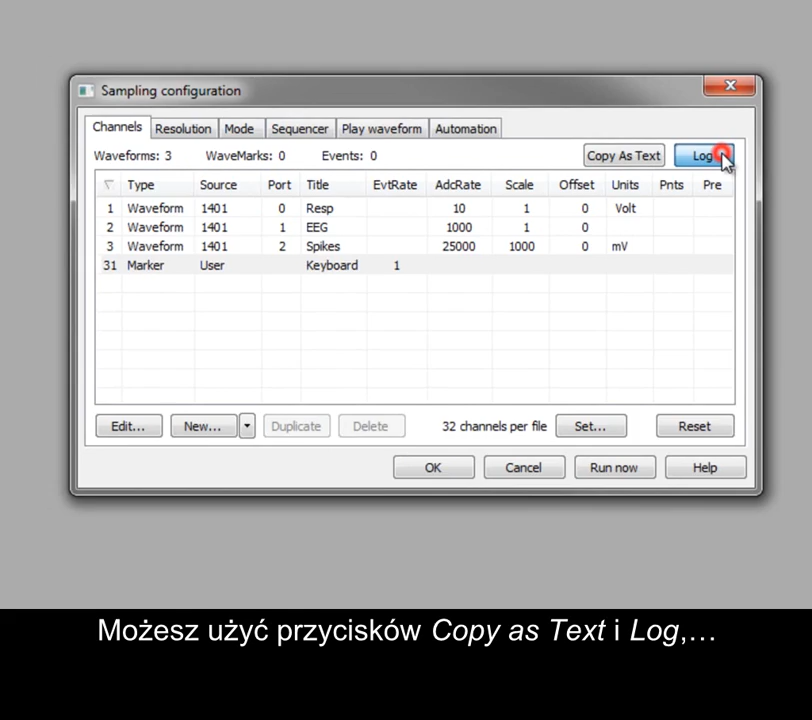 Sampling configuration
Channels Resolution Mode Sequencer Play waveform Automation
Waveforms: 3 WaveMarks: 0 Events: 0 Copy As Text Log
Type Source Port Title EvtRate AdcRate Scale Offset Units Pnts Pre
1 Waveform 1401 0 Resp 10 1 0 Volt
2 Waveform 1401 1 EEG 1000 1 0
3 Waveform 1401 2 Spikes 25000 1000 0 mV
31 Marker User Keyboard 1
Edit... New... Duplicate Delete 32 channels per file Set... Reset
OK Cancel Run now Help
Możesz użyć przycisków Copy as Text i Log,…